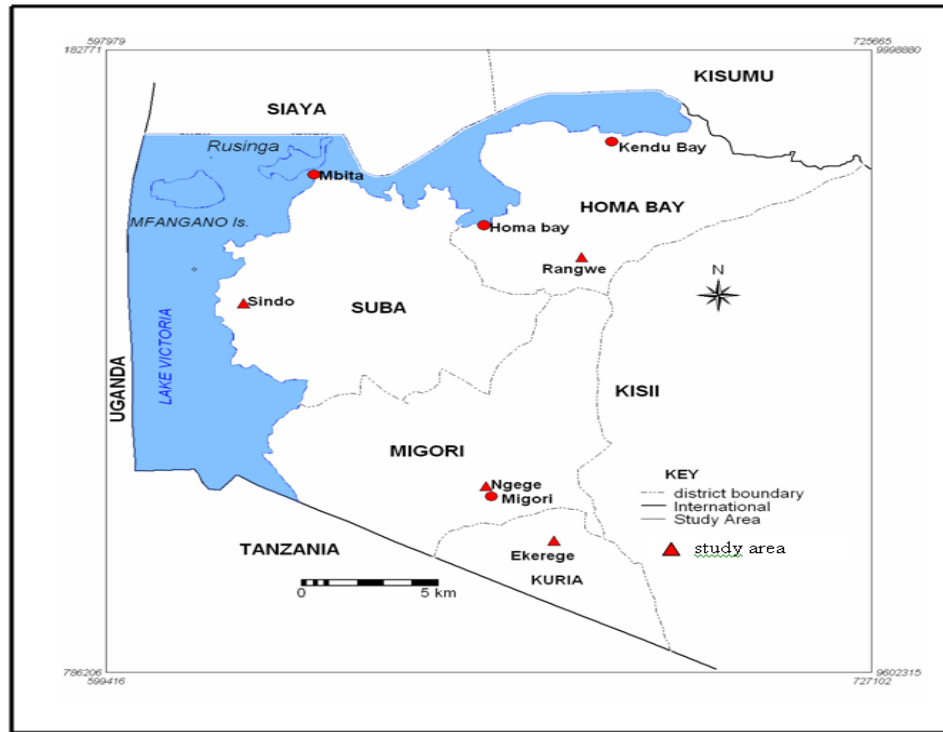 597979
725665
182771
9998880
KISUMU
SIAYA
Rusinga
Kendu Bay
Mbita
HOMA BAY
MFANGANO Is.
Homa bay
Rangwe
N
Sindo
SUBA
LAKE VICTORIA
UGANDA
KISII
MIGORI
KEY
Ngege
district boundary
Migori
International
Study Area
TANZANIA
study area
Ekerege
KURIA
0 5 km
786206
9602315
599416
727102